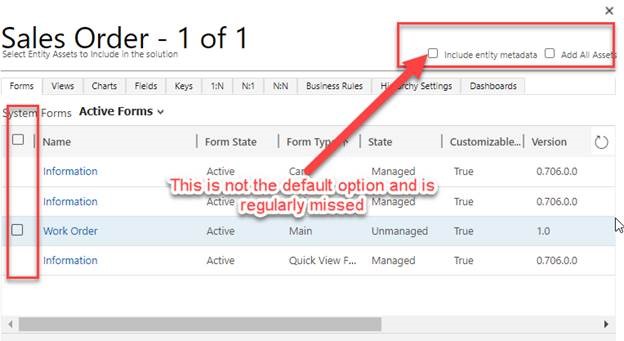 Sales Order - 1 of 1
Select Entity Assets to Include in the solution
Include entity metadata Add All Assets
Forms Views Charts Fields Keys 1:N N:1 N:N Business Rules Hierarchy Settings Dashboards
System Forms Active Forms
Name Form State Form Type State Customizable... Version
Information Active Card Managed True 0.706.0.0
This is not the default option and is
regularly missed
Information Active Managed True 0.706.0.0
Work Order Active Main Unmanaged True 1.0
Information Active Quick View F... Managed True 0.706.0.0